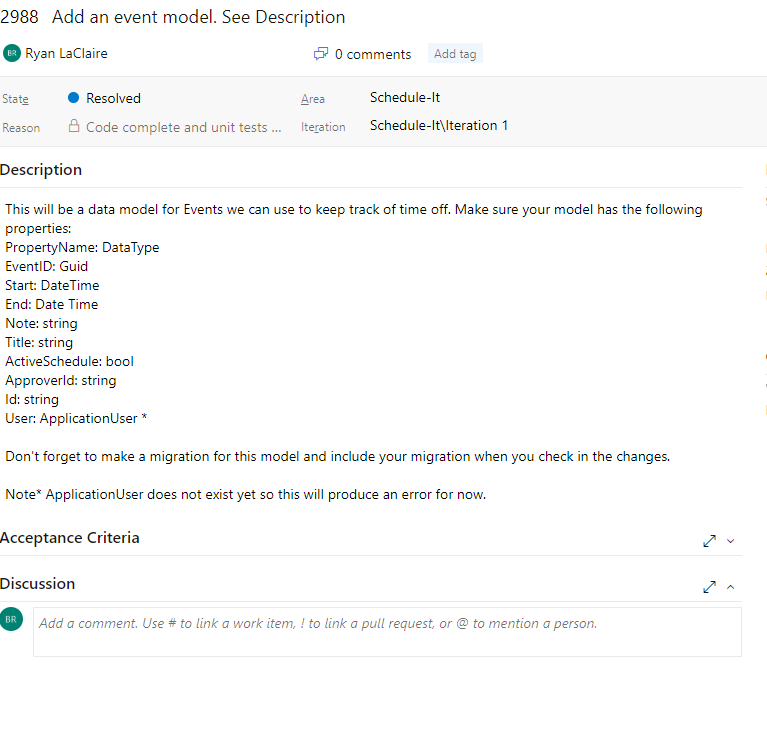 2988 Add an event model. See Description
BR Ryan LaClaire 0 comments Add tag
State Resolved Area Schedule-It
Reason Code complete and unit tests ... Iteration Schedule-It\Iteration 1
Description
This will be a data model for Events we can use to keep track of time off. Make sure your model has the following
properties:
PropertyName: DataType
EventID: Guid
Start: DateTime
End: Date Time
Note: string
Title: string
ActiveSchedule: bool
ApproverId: string
Id: string
User: ApplicationUser *
Don't forget to make a migration for this model and include your migration when you check in the changes.
Note* ApplicationUser does not exist yet so this will produce an error for now.
Acceptance Criteria
Discussion
BR Add a comment. Use # to link a work item, ! to link a pull request, or @ to mention a person.